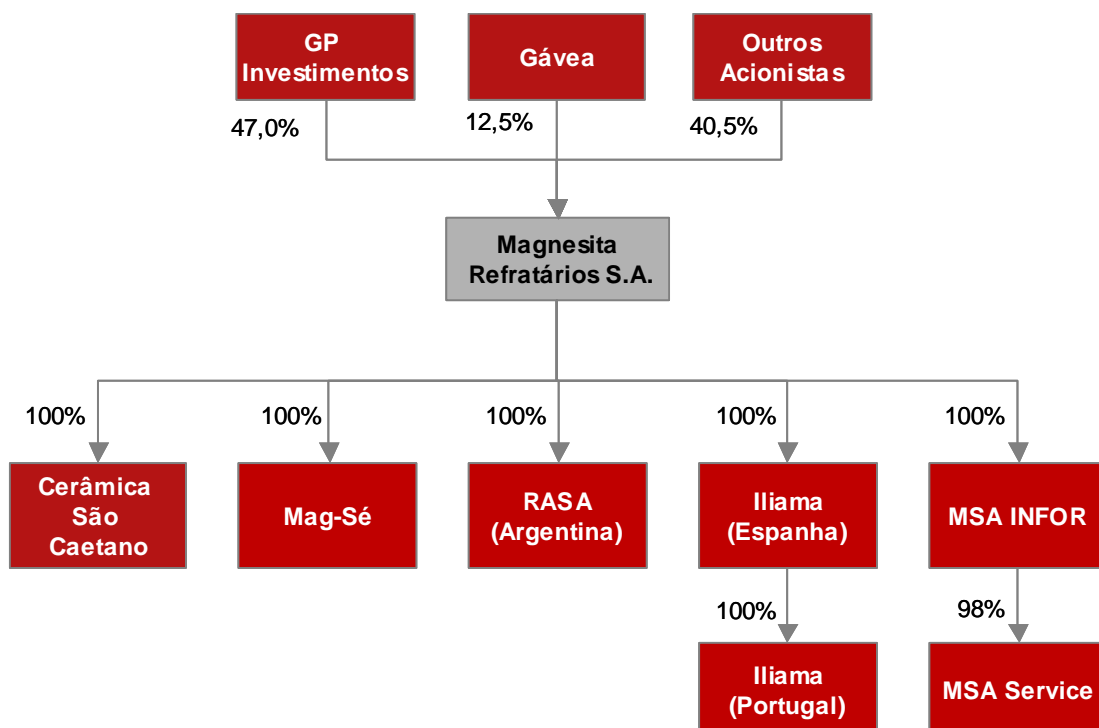 GP
Investimentos
Gávea
Outros
Acionistas
47,0%
12,5%
40,5%
Magnesita
Refratários S.A.
100%
100%
100%
100%
100%
Cerâmica
São
Caetano
Mag-Sé
RASA
(Argentina)
Iliama
(Espanha)
MSA INFOR
100%
98%
Iliama
(Portugal)
MSA Service